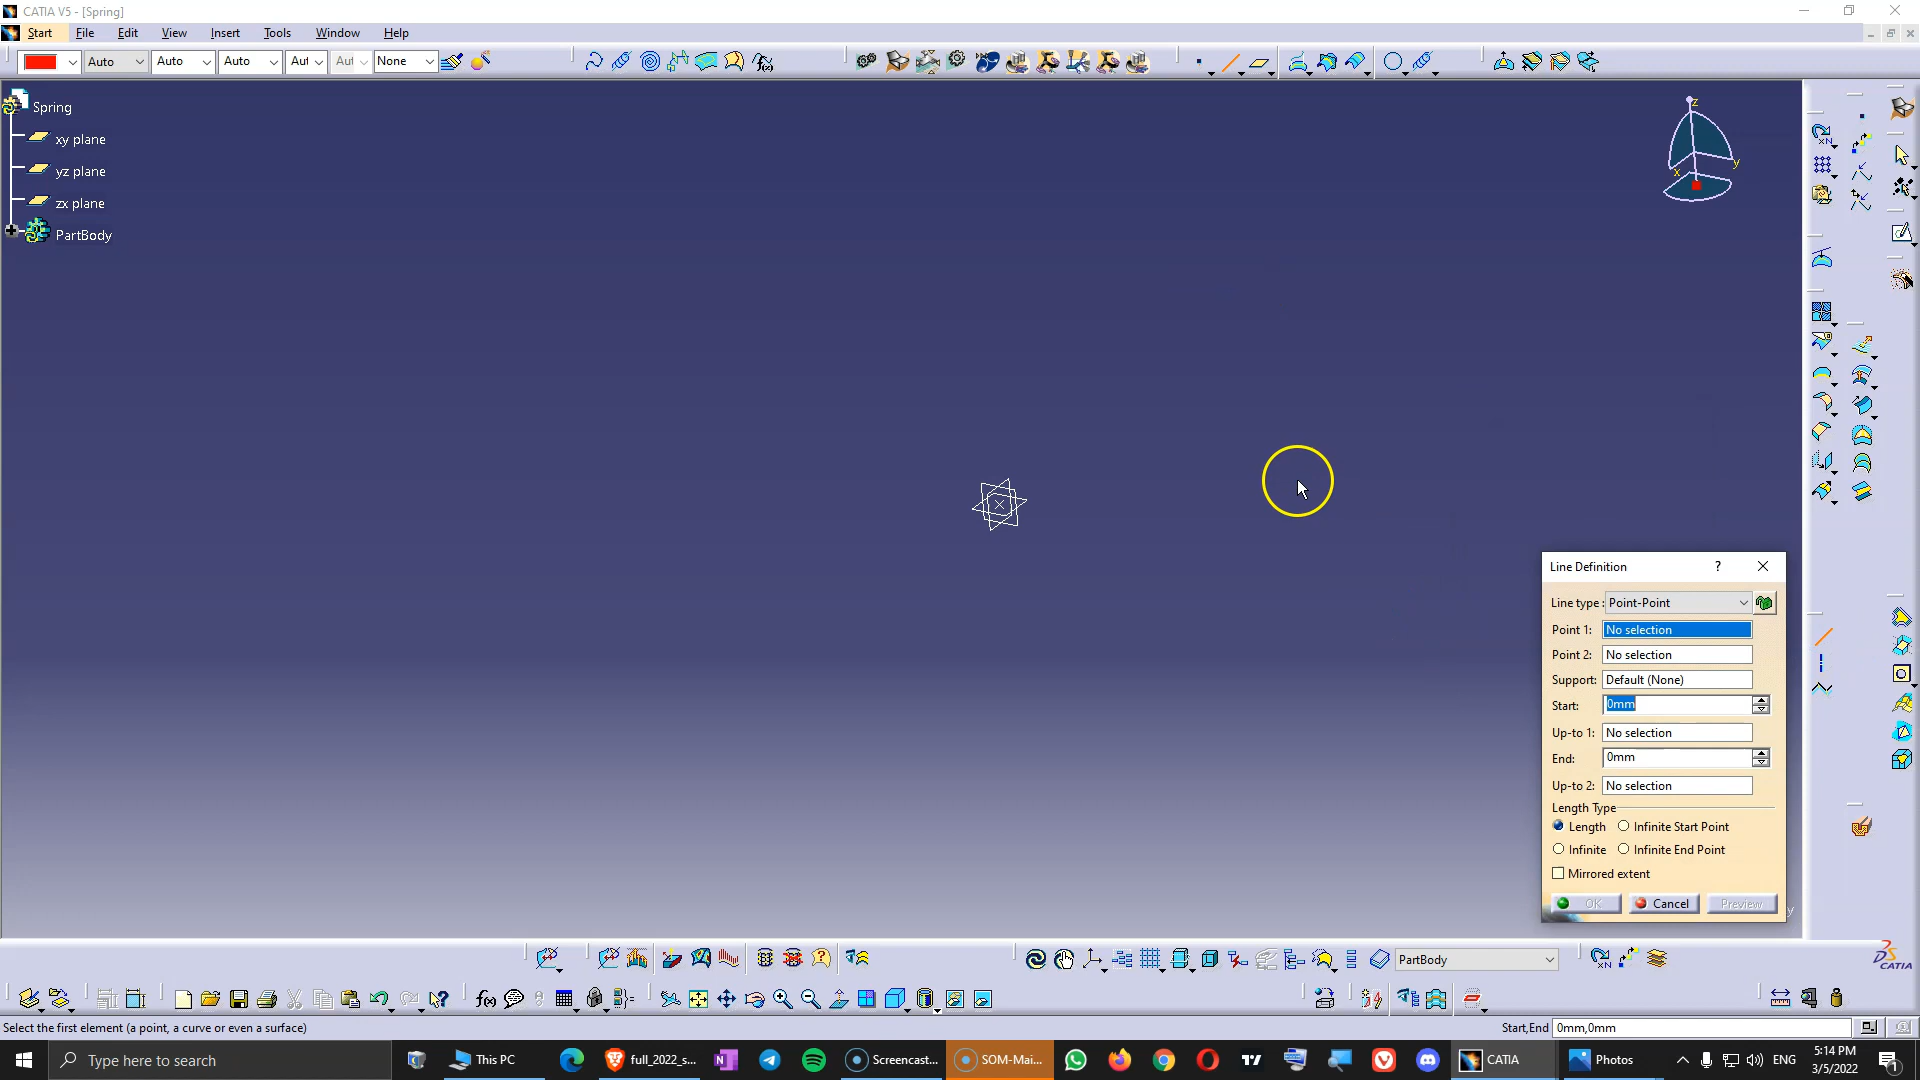 CATIA V5 - [Spring]
Start File Edit View Insert Tools Window Help
Auto Auto Auto Aut Aut None
Spring
xy plane
yz plane
zx plane
PartBody
z
y
x
Line Definition ? 
Line type : Point-Point
Point 1: No selection
Point 2: No selection
Support: Default (None)
Start: 0mm
Up-to 1: No selection
End: 0mm
Up-to 2: No selection
Length Type
Length Infinite Start Point
Infinite Infinite End Point
Mirrored extent
OK Cancel Preview
y
PartBody
CATIA
Select the first element (a point, a curve or even a surface)
Start,End 0mm,0mm
Type here to search
This PC
full_2022_s...
Screencast...
SOM-Mai...
CATIA
Photos
ENG
5:14 PM
3/5/2022
1